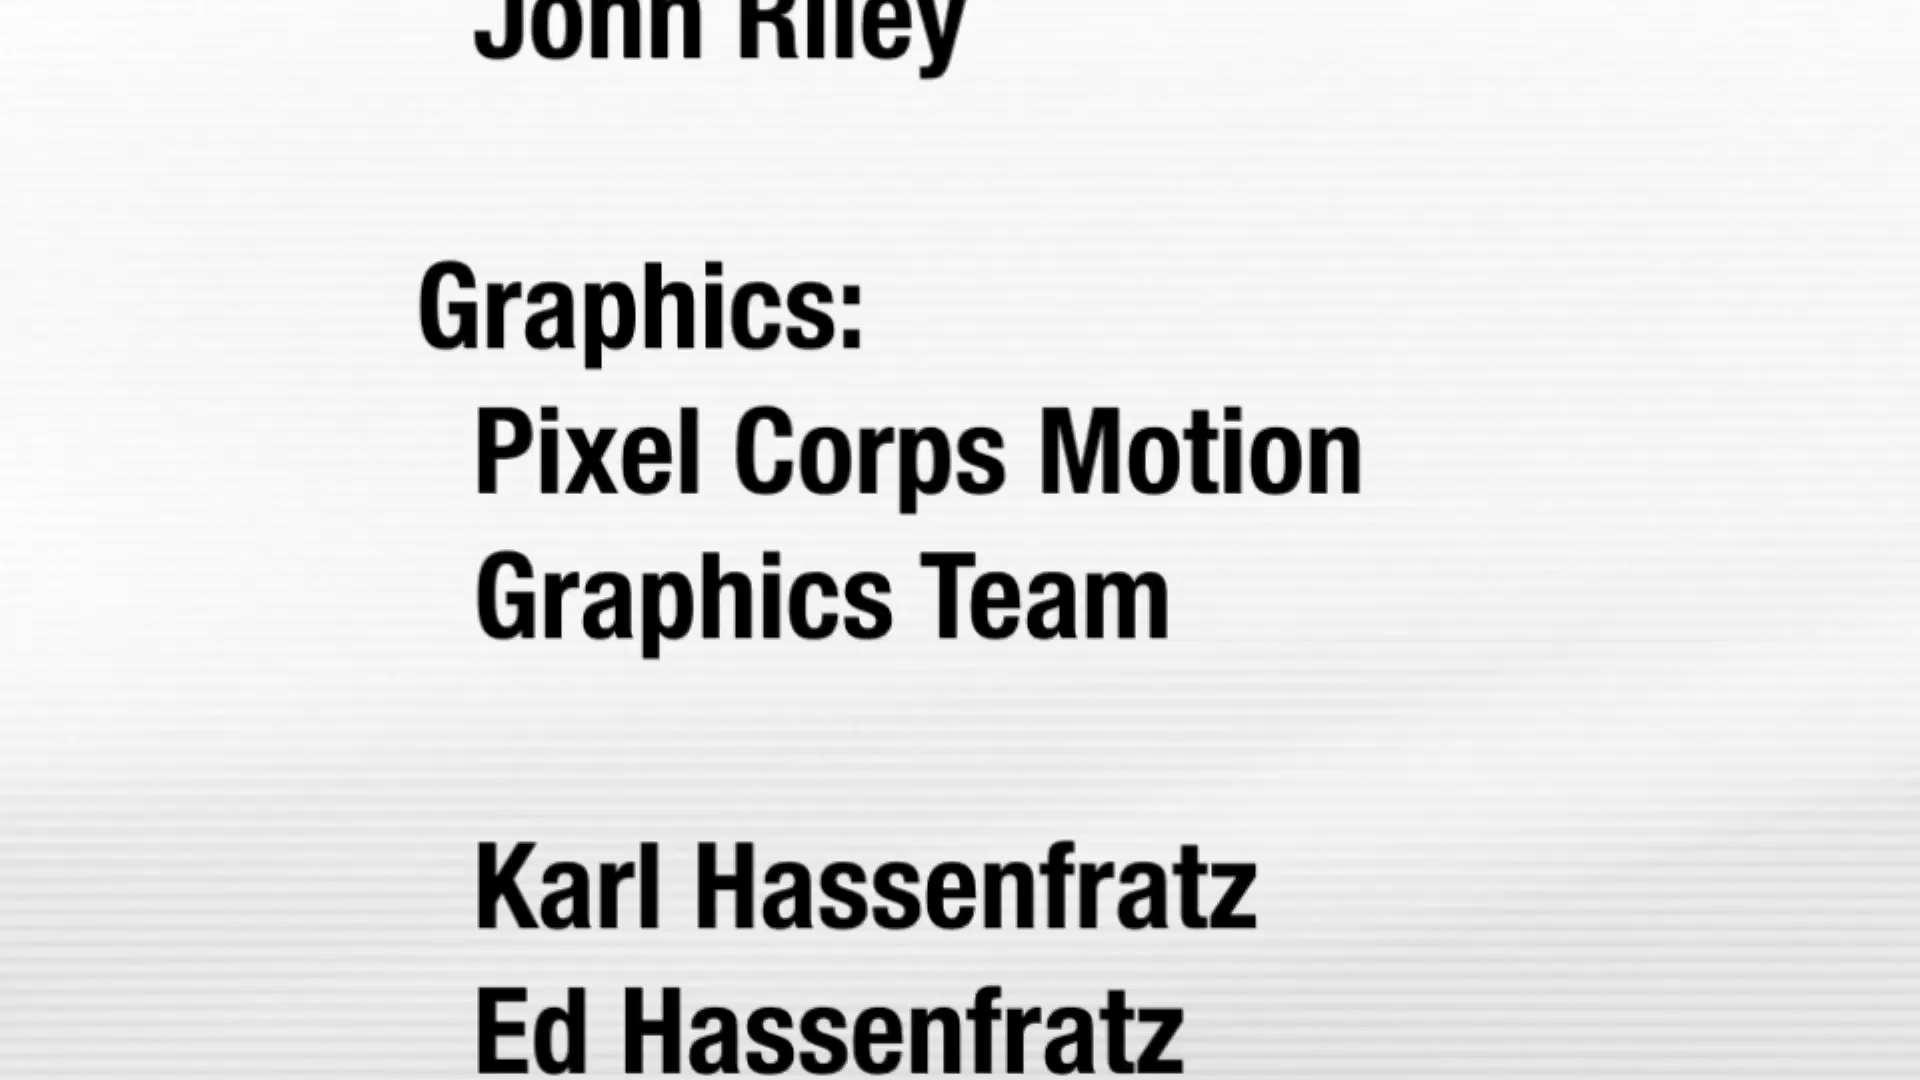 John Riley
Graphics:
Pixel Corps Motion
Graphics Team
Karl Hassenfratz
Ed Hassenfratz